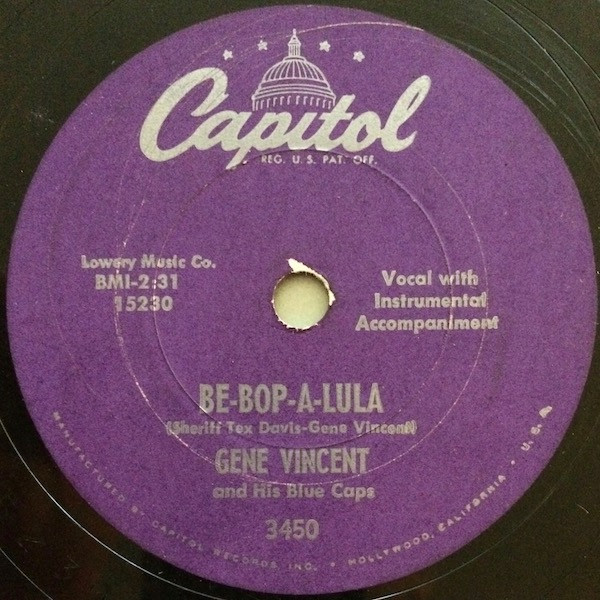 Capitol
REG. U.S. PAT. OFF.
Lowery Music Co.
BMI-2:31
15230
Vocal with
Instrumental
Accompaniment
BE-BOP-A-LULA
(Sheriff Tex Davis-Gene Vincent)
GENE VINCENT
and His Blue Caps
3450
MANUFACTURED BY CAPITOL RECORDS INC. • HOLLYWOOD, CALIFORNIA • U.S.A.